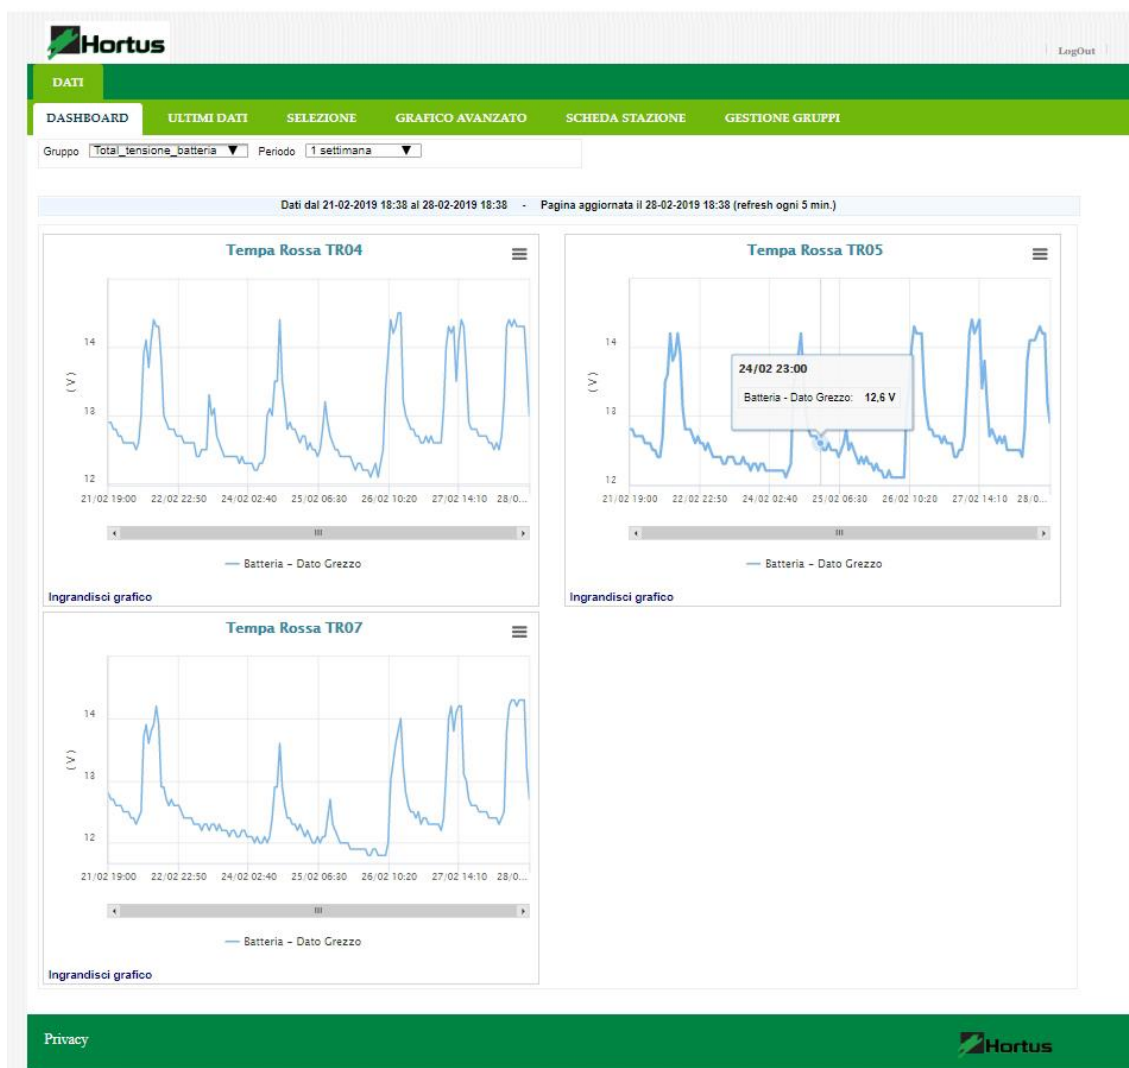 Hortus
LogOut
DATI
DASHBOARD ULTIMI DATI SELEZIONE GRAFICO AVANZATO SCHEDA STAZIONE GESTIONE GRUPPI
Gruppo Total_tensione_batteria ▼ Periodo 1 settimana ▼
Dati dal 21-02-2019 18:38 al 28-02-2019 18:38 - Pagina aggiornata il 28-02-2019 18:38 (refresh ogni 5 min.)
Tempa Rossa TR04
14
(V)
13
12
21/02 19:00 22/02 22:50 24/02 02:40 25/02 06:30 26/02 10:20 27/02 14:10 28/0...
Batteria - Dato Grezzo
Ingrandisci grafico
Tempa Rossa TR05
14
(V)
13
12
24/02 23:00
Batteria - Dato Grezzo: 12,6 V
21/02 19:00 22/02 22:50 24/02 02:40 25/02 06:30 26/02 10:20 27/02 14:10 28/0...
Batteria - Dato Grezzo
Ingrandisci grafico
Tempa Rossa TR07
14
(V)
13
12
21/02 19:00 22/02 22:50 24/02 02:40 25/02 06:30 26/02 10:20 27/02 14:10 28/0...
Batteria - Dato Grezzo
Ingrandisci grafico
Privacy
Hortus